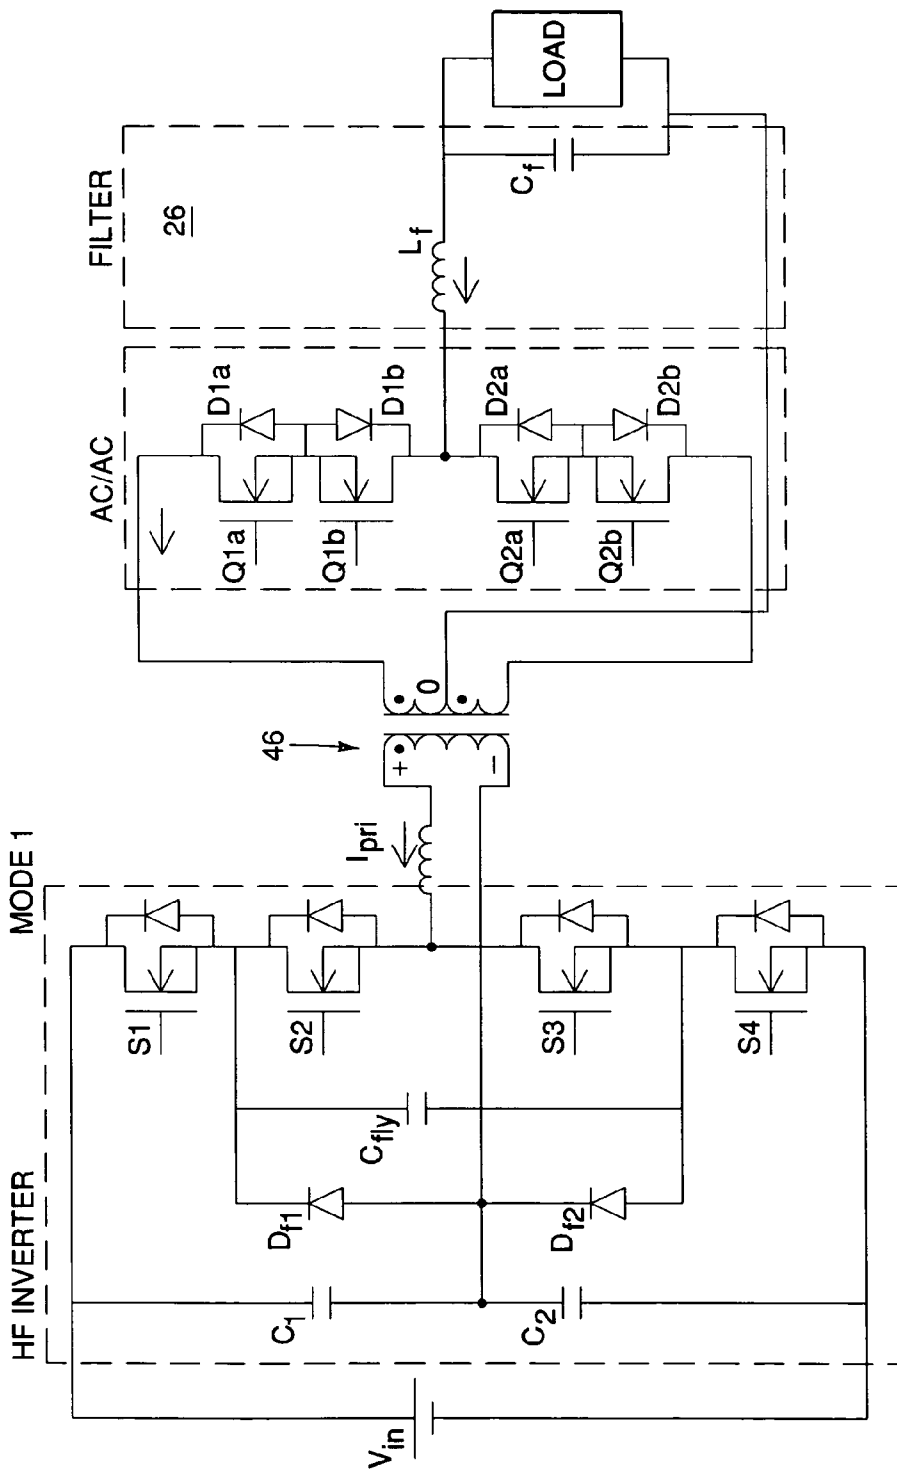 HF INVERTER
MODE 1
AC/AC
FILTER
26
V_in
C_1
C_2
D_f1
D_f2
C_fly
S1
S2
S3
S4
I_pri
46
+
−
0
Q1a
Q1b
Q2a
Q2b
D1a
D1b
D2a
D2b
L_f
C_f
LOAD